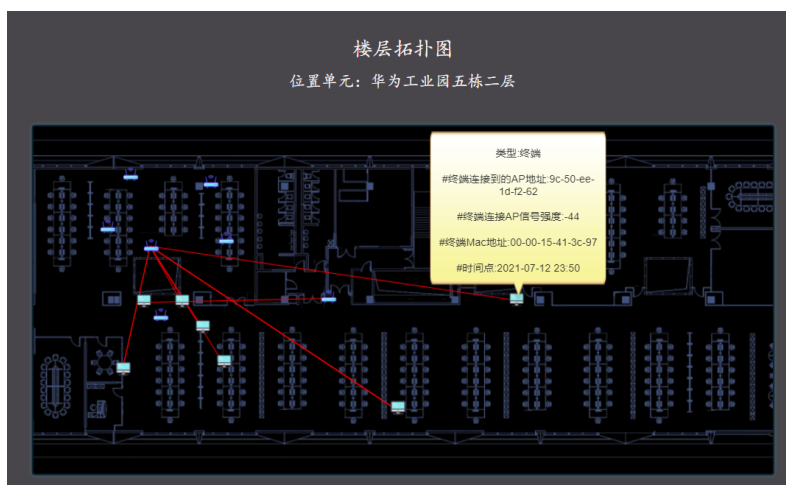 楼层拓扑图
位置单元：华为工业园五栋二层
类型:终端
#终端连接到的AP地址:9c-50-ee-
1d-f2-62
#终端连接AP信号强度:-44
#终端Mac地址:00-00-15-41-3c-97
#时间点:2021-07-12 23:50